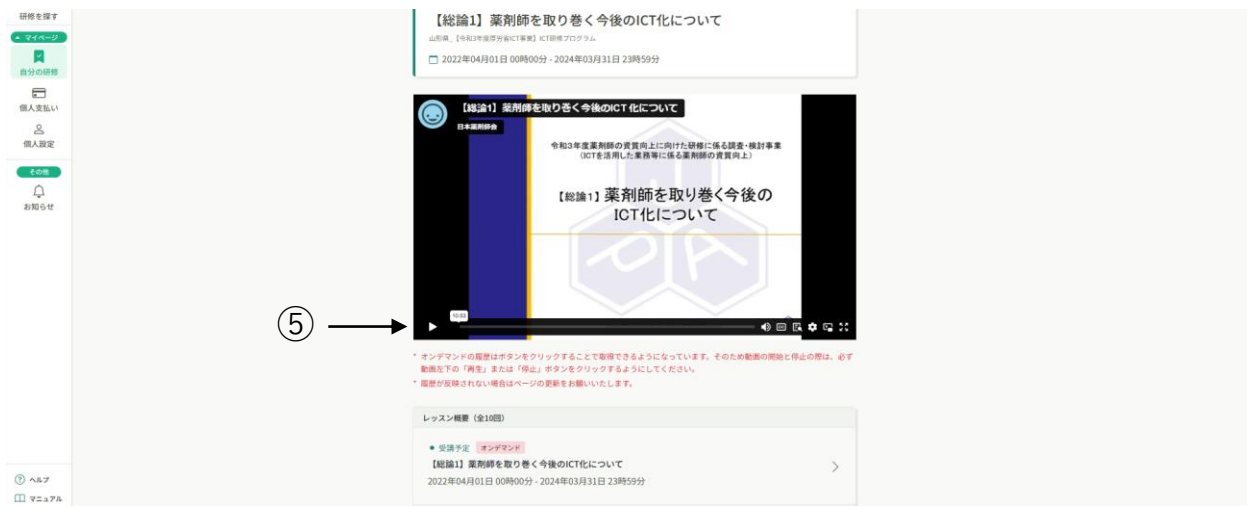 研修を探す
マイページ
自分の研修
個人支払い
個人設定
その他
お知らせ
ヘルプ
マニュアル
【総論1】薬剤師を取り巻く今後のICT化について
山形県_【令和3年度厚労省ICT事業】ICT研修プログラム
2022年04月01日 00時00分 - 2024年03月31日 23時59分
【総論1】薬剤師を取り巻く今後のICT化について
日本薬剤師会
令和3年度薬剤師の資質向上に向けた研修に係る調査・検討事業
（ICTを活用した業務等に係る薬剤師の資質向上）
【総論1】薬剤師を取り巻く今後の
ICT化について
JPA
⑤
10:03
* オンデマンドの履歴はボタンをクリックすることで取得できるようになっています。そのため動画の開始と停止の際は、必ず
動画左下の「再生」または「停止」ボタンをクリックするようにしてください。
* 履歴が反映されない場合はページの更新をお願いいたします。
レッスン概要（全10回）
受講予定 オンデマンド
【総論1】薬剤師を取り巻く今後のICT化について
2022年04月01日 00時00分 - 2024年03月31日 23時59分